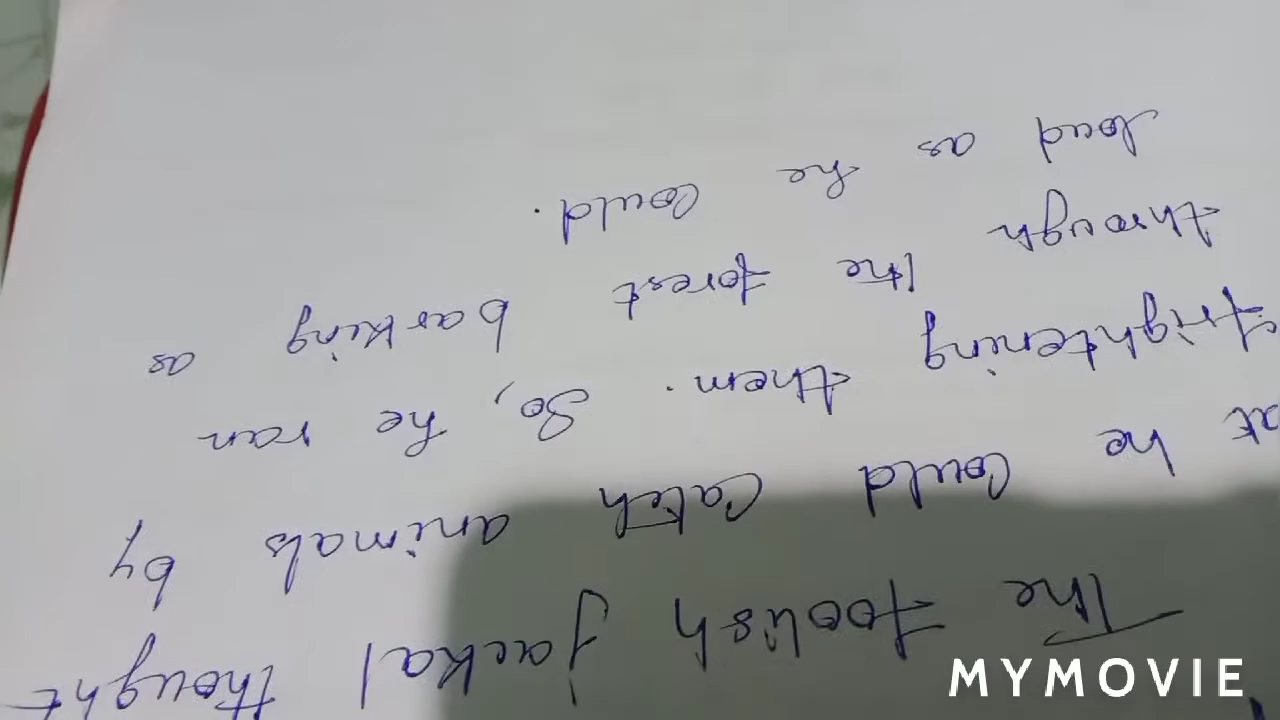 The foolish jackal thought
at he could catch animals by
frightening them. So, he ran
through the forest barking as
loud as he could.
MYMOVIE